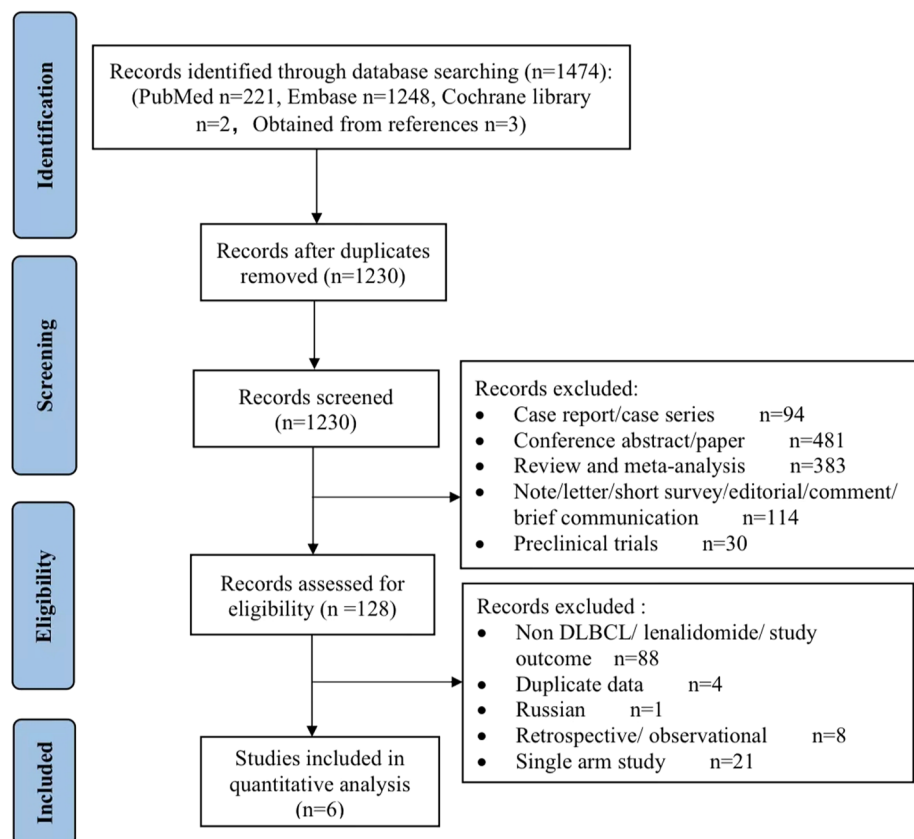 Identification
Records identified through database searching (n=1474):
(PubMed n=221, Embase n=1248, Cochrane library
n=2，Obtained from references n=3)
Records after duplicates
removed (n=1230)
Screening
Records screened
(n=1230)
Records excluded:
• Case report/case series n=94
• Conference abstract/paper n=481
• Review and meta-analysis n=383
• Note/letter/short survey/editorial/comment/
brief communication n=114
• Preclinical trials n=30
Eligibility
Records assessed for
eligibility (n =128)
Records excluded :
• Non DLBCL/ lenalidomide/ study
outcome n=88
• Duplicate data n=4
• Russian n=1
• Retrospective/ observational n=8
• Single arm study n=21
Included
Studies included in
quantitative analysis
(n=6)